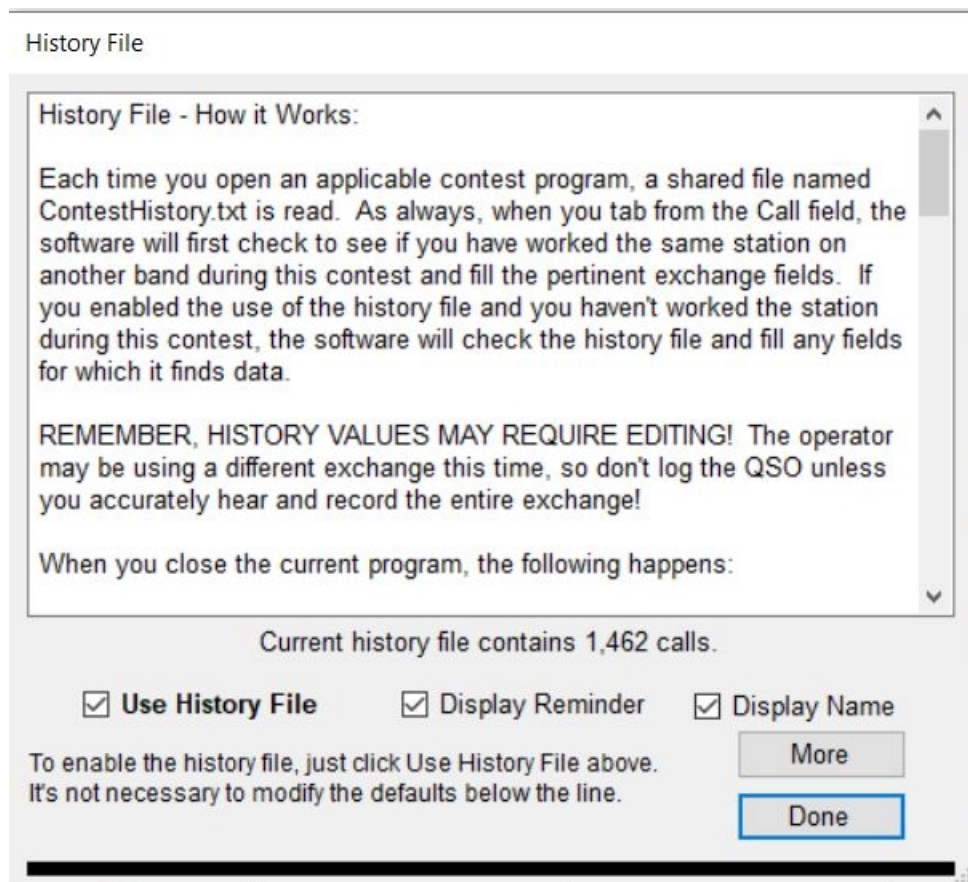 History File
History File - How it Works:
Each time you open an applicable contest program, a shared file named
ContestHistory.txt is read.  As always, when you tab from the Call field, the
software will first check to see if you have worked the same station on
another band during this contest and fill the pertinent exchange fields.  If
you enabled the use of the history file and you haven't worked the station
during this contest, the software will check the history file and fill any fields
for which it finds data.
REMEMBER, HISTORY VALUES MAY REQUIRE EDITING!  The operator
may be using a different exchange this time, so don't log the QSO unless
you accurately hear and record the entire exchange!
When you close the current program, the following happens:
Current history file contains 1,462 calls.
Use History File
Display Reminder
Display Name
To enable the history file, just click Use History File above.
It's not necessary to modify the defaults below the line.
More
Done